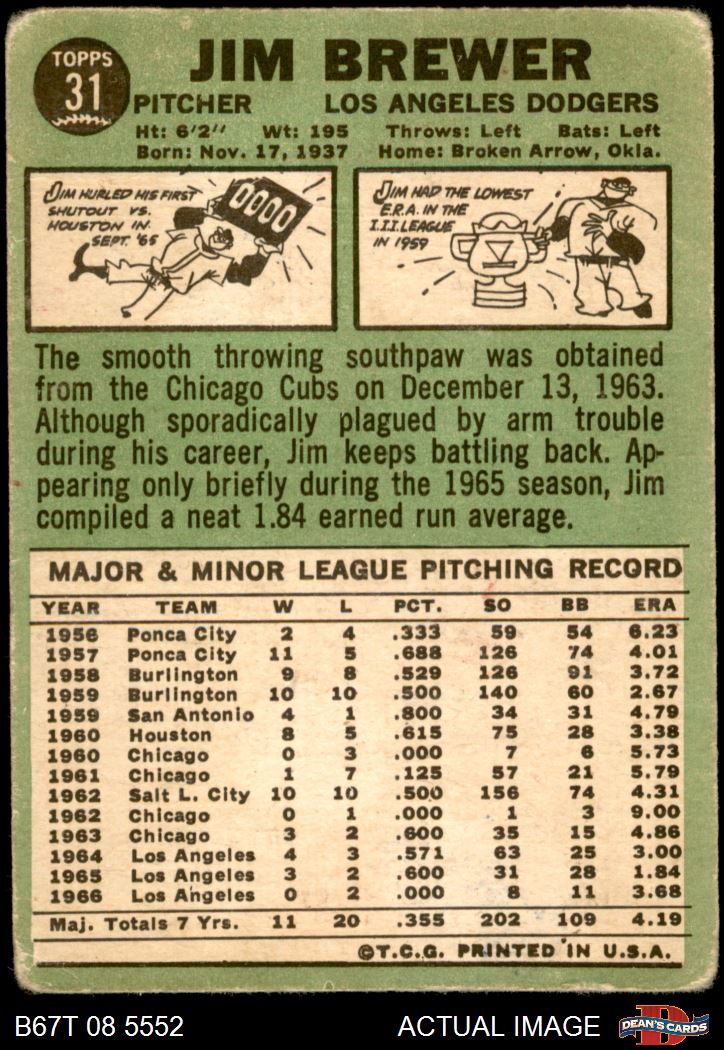 TOPPS
31
JIM BREWER
PITCHER LOS ANGELES DODGERS
Ht: 6'2" Wt: 195 Throws: Left Bats: Left
Born: Nov. 17, 1937 Home: Broken Arrow, Okla.
JIM HURLED HIS FIRST
SHUTOUT VS.
HOUSTON IN
SEPT. '65
0000
JIM HAD THE LOWEST
E.R.A. IN THE
I.I.I. LEAGUE
IN 1959
The smooth throwing southpaw was obtained
from the Chicago Cubs on December 13, 1963.
Although sporadically plagued by arm trouble
during his career, Jim keeps battling back. Ap-
pearing only briefly during the 1965 season, Jim
compiled a neat 1.84 earned run average.
MAJOR & MINOR LEAGUE PITCHING RECORD
YEAR TEAM W L PCT. SO BB ERA
1956 Ponca City 2 4 .333 59 54 6.23
1957 Ponca City 11 5 .688 126 74 4.01
1958 Burlington 9 8 .529 126 91 3.72
1959 Burlington 10 10 .500 140 60 2.67
1959 San Antonio 4 1 .800 34 31 4.79
1960 Houston 8 5 .615 75 28 3.38
1960 Chicago 0 3 .000 7 6 5.73
1961 Chicago 1 7 .125 57 21 5.79
1962 Salt L. City 10 10 .500 156 74 4.31
1962 Chicago 0 1 .000 1 3 9.00
1963 Chicago 3 2 .600 35 15 4.86
1964 Los Angeles 4 3 .571 63 25 3.00
1965 Los Angeles 3 2 .600 31 28 1.84
1966 Los Angeles 0 2 .000 8 11 3.68
Maj. Totals 7 Yrs. 11 20 .355 202 109 4.19
©T.C.G. PRINTED IN U.S.A.
B67T 08 5552 ACTUAL IMAGE D DEAN'S CARDS